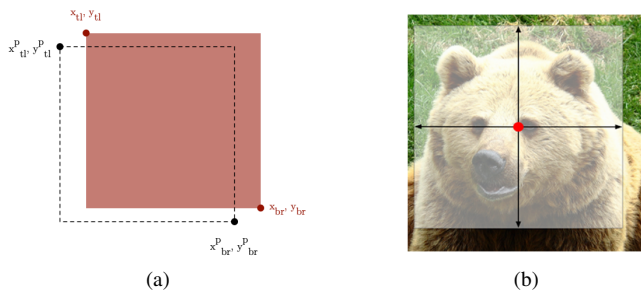 x_tl, y_tl
x^p_tl, y^p_tl
x_br, y_br
x^p_br, y^p_br
(a)
(b)